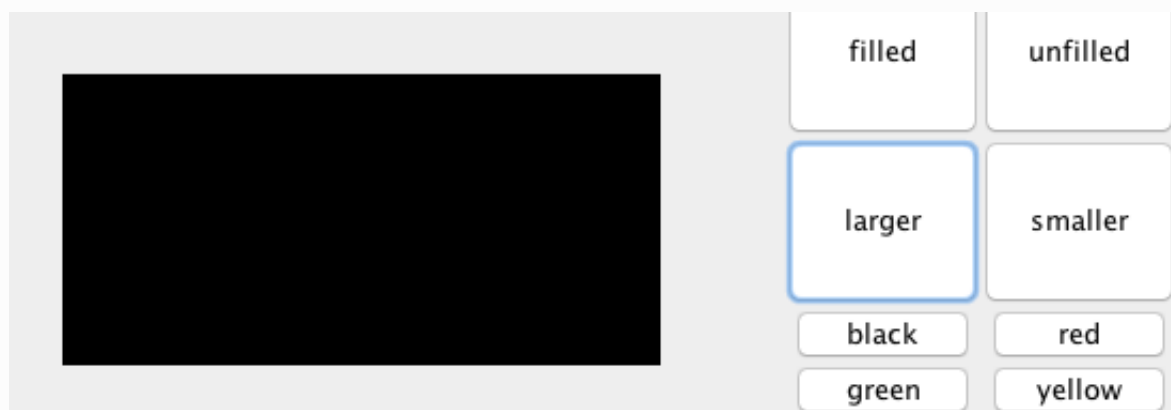 filled unfilled
larger smaller
black red
green yellow